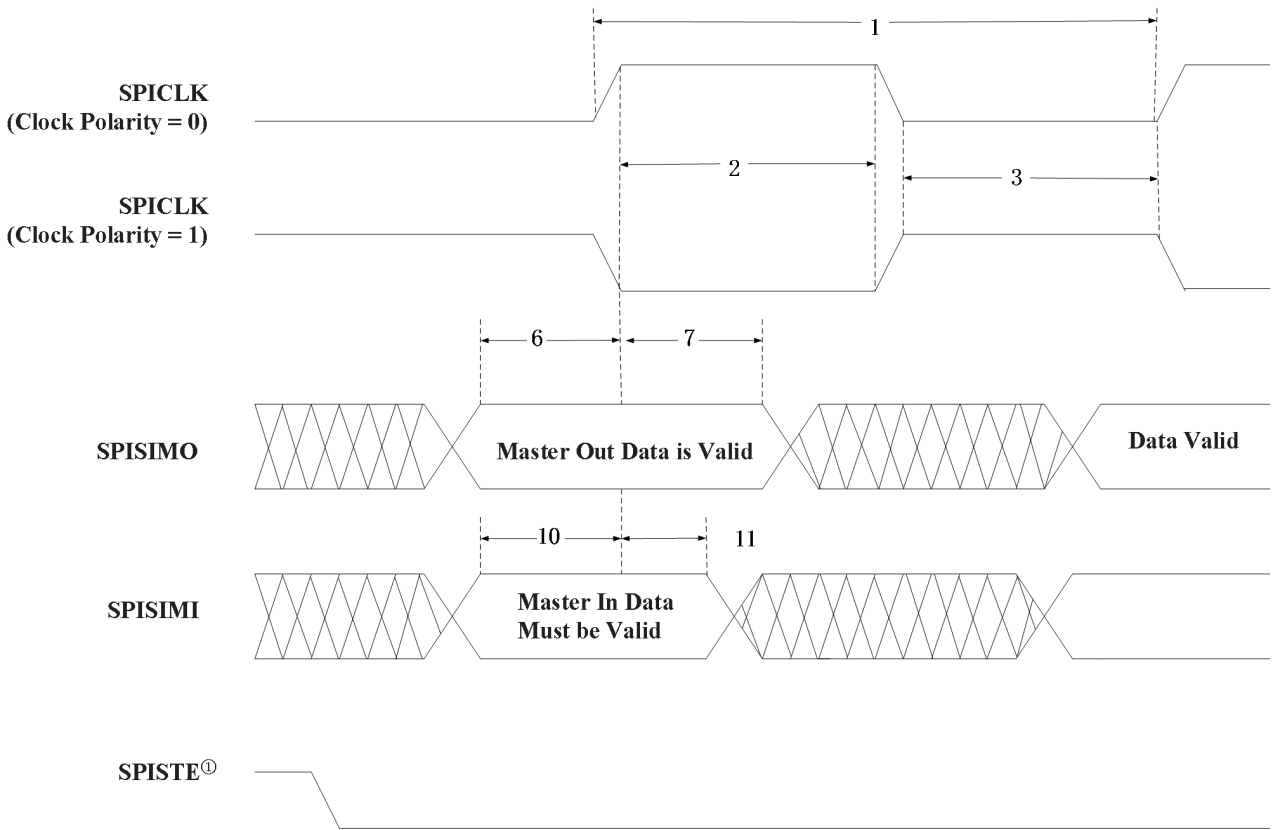 1
SPICLK
(Clock Polarity = 0)
2
3
SPICLK
(Clock Polarity = 1)
6
7
SPISIMO
Master Out Data is Valid
Data Valid
10
11
SPISIMI
Master In Data
Must be Valid
SPISTE①